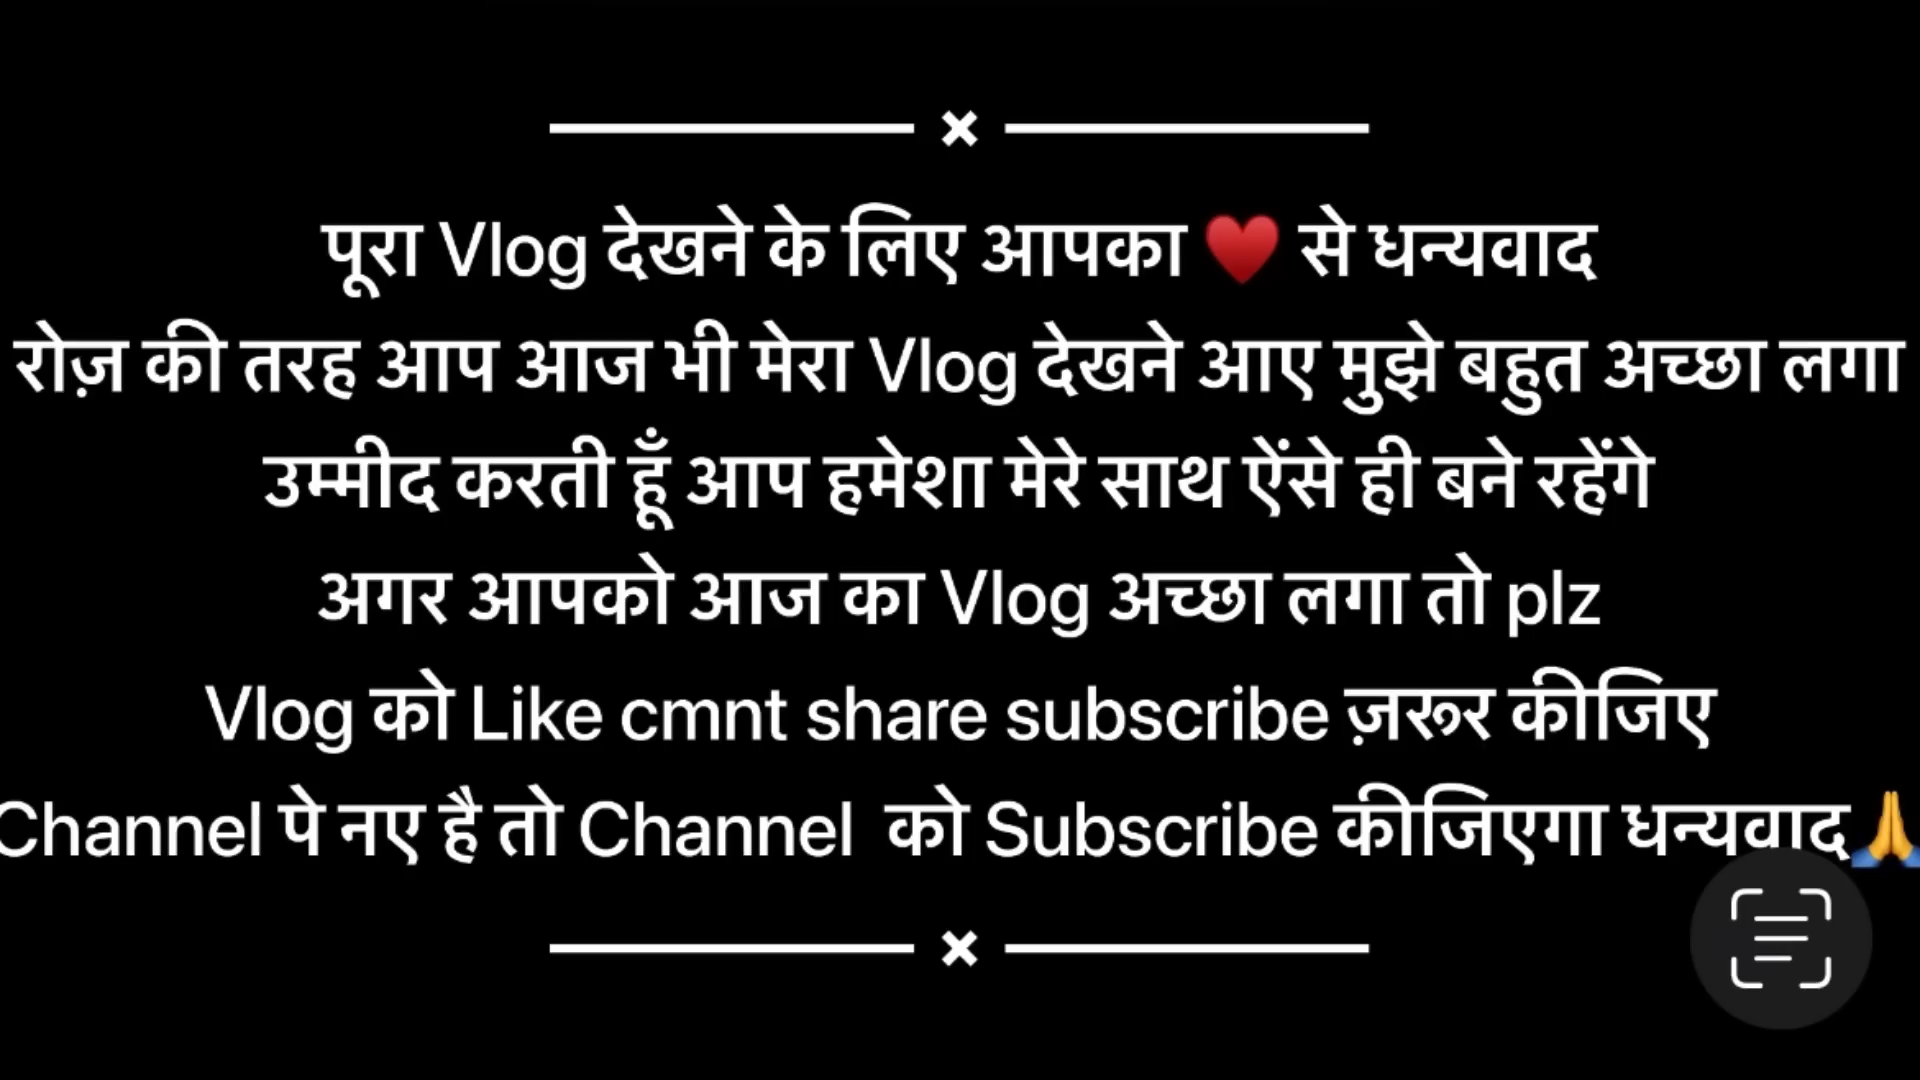 पूरा Vlog देखने के लिए आपका ♥️ से धन्यवाद
रोज़ की तरह आप आज भी मेरा Vlog देखने आए मुझे बहुत अच्छा लगा
उम्मीद करती हूँ आप हमेशा मेरे साथ ऐंसे ही बने रहेंगे
अगर आपको आज का Vlog अच्छा लगा तो plz
Vlog को Like cmnt share subscribe ज़रूर कीजिए
Channel पे नए है तो Channel को Subscribe कीजिएगा धन्यवाद🙏